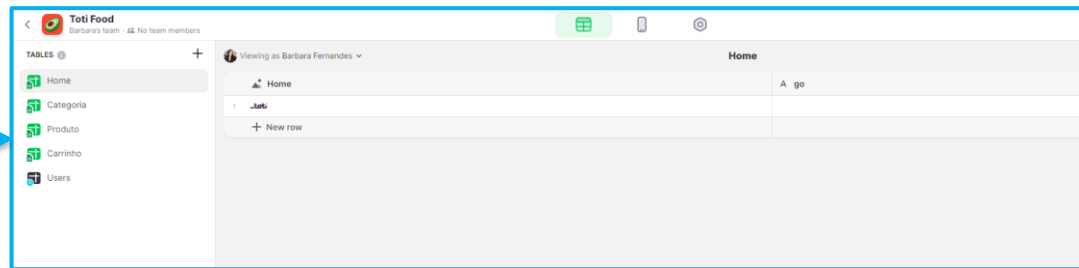 Toti Food
Barbara's team - No team members
TABLES
Viewing as Barbara Fernandes
Home
Home
Home
A go
Categoria
1 .toti
Produto
+ New row
Carrinho
Users